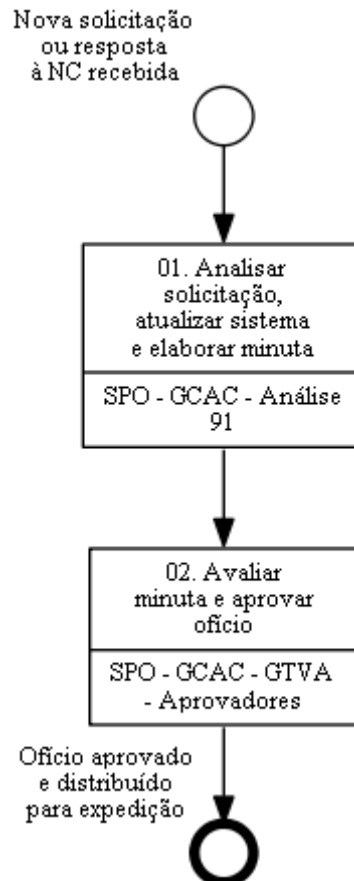 Nova solicitação
ou resposta
à NC recebida
01. Analisar
solicitação,
atualizar sistema
e elaborar minuta
SPO - GCAC - Análise
91
02. Avaliar
minuta e aprovar
ofício
SPO - GCAC - GTVA
- Aprovadores
Ofício aprovado
e distribuído
para expedição